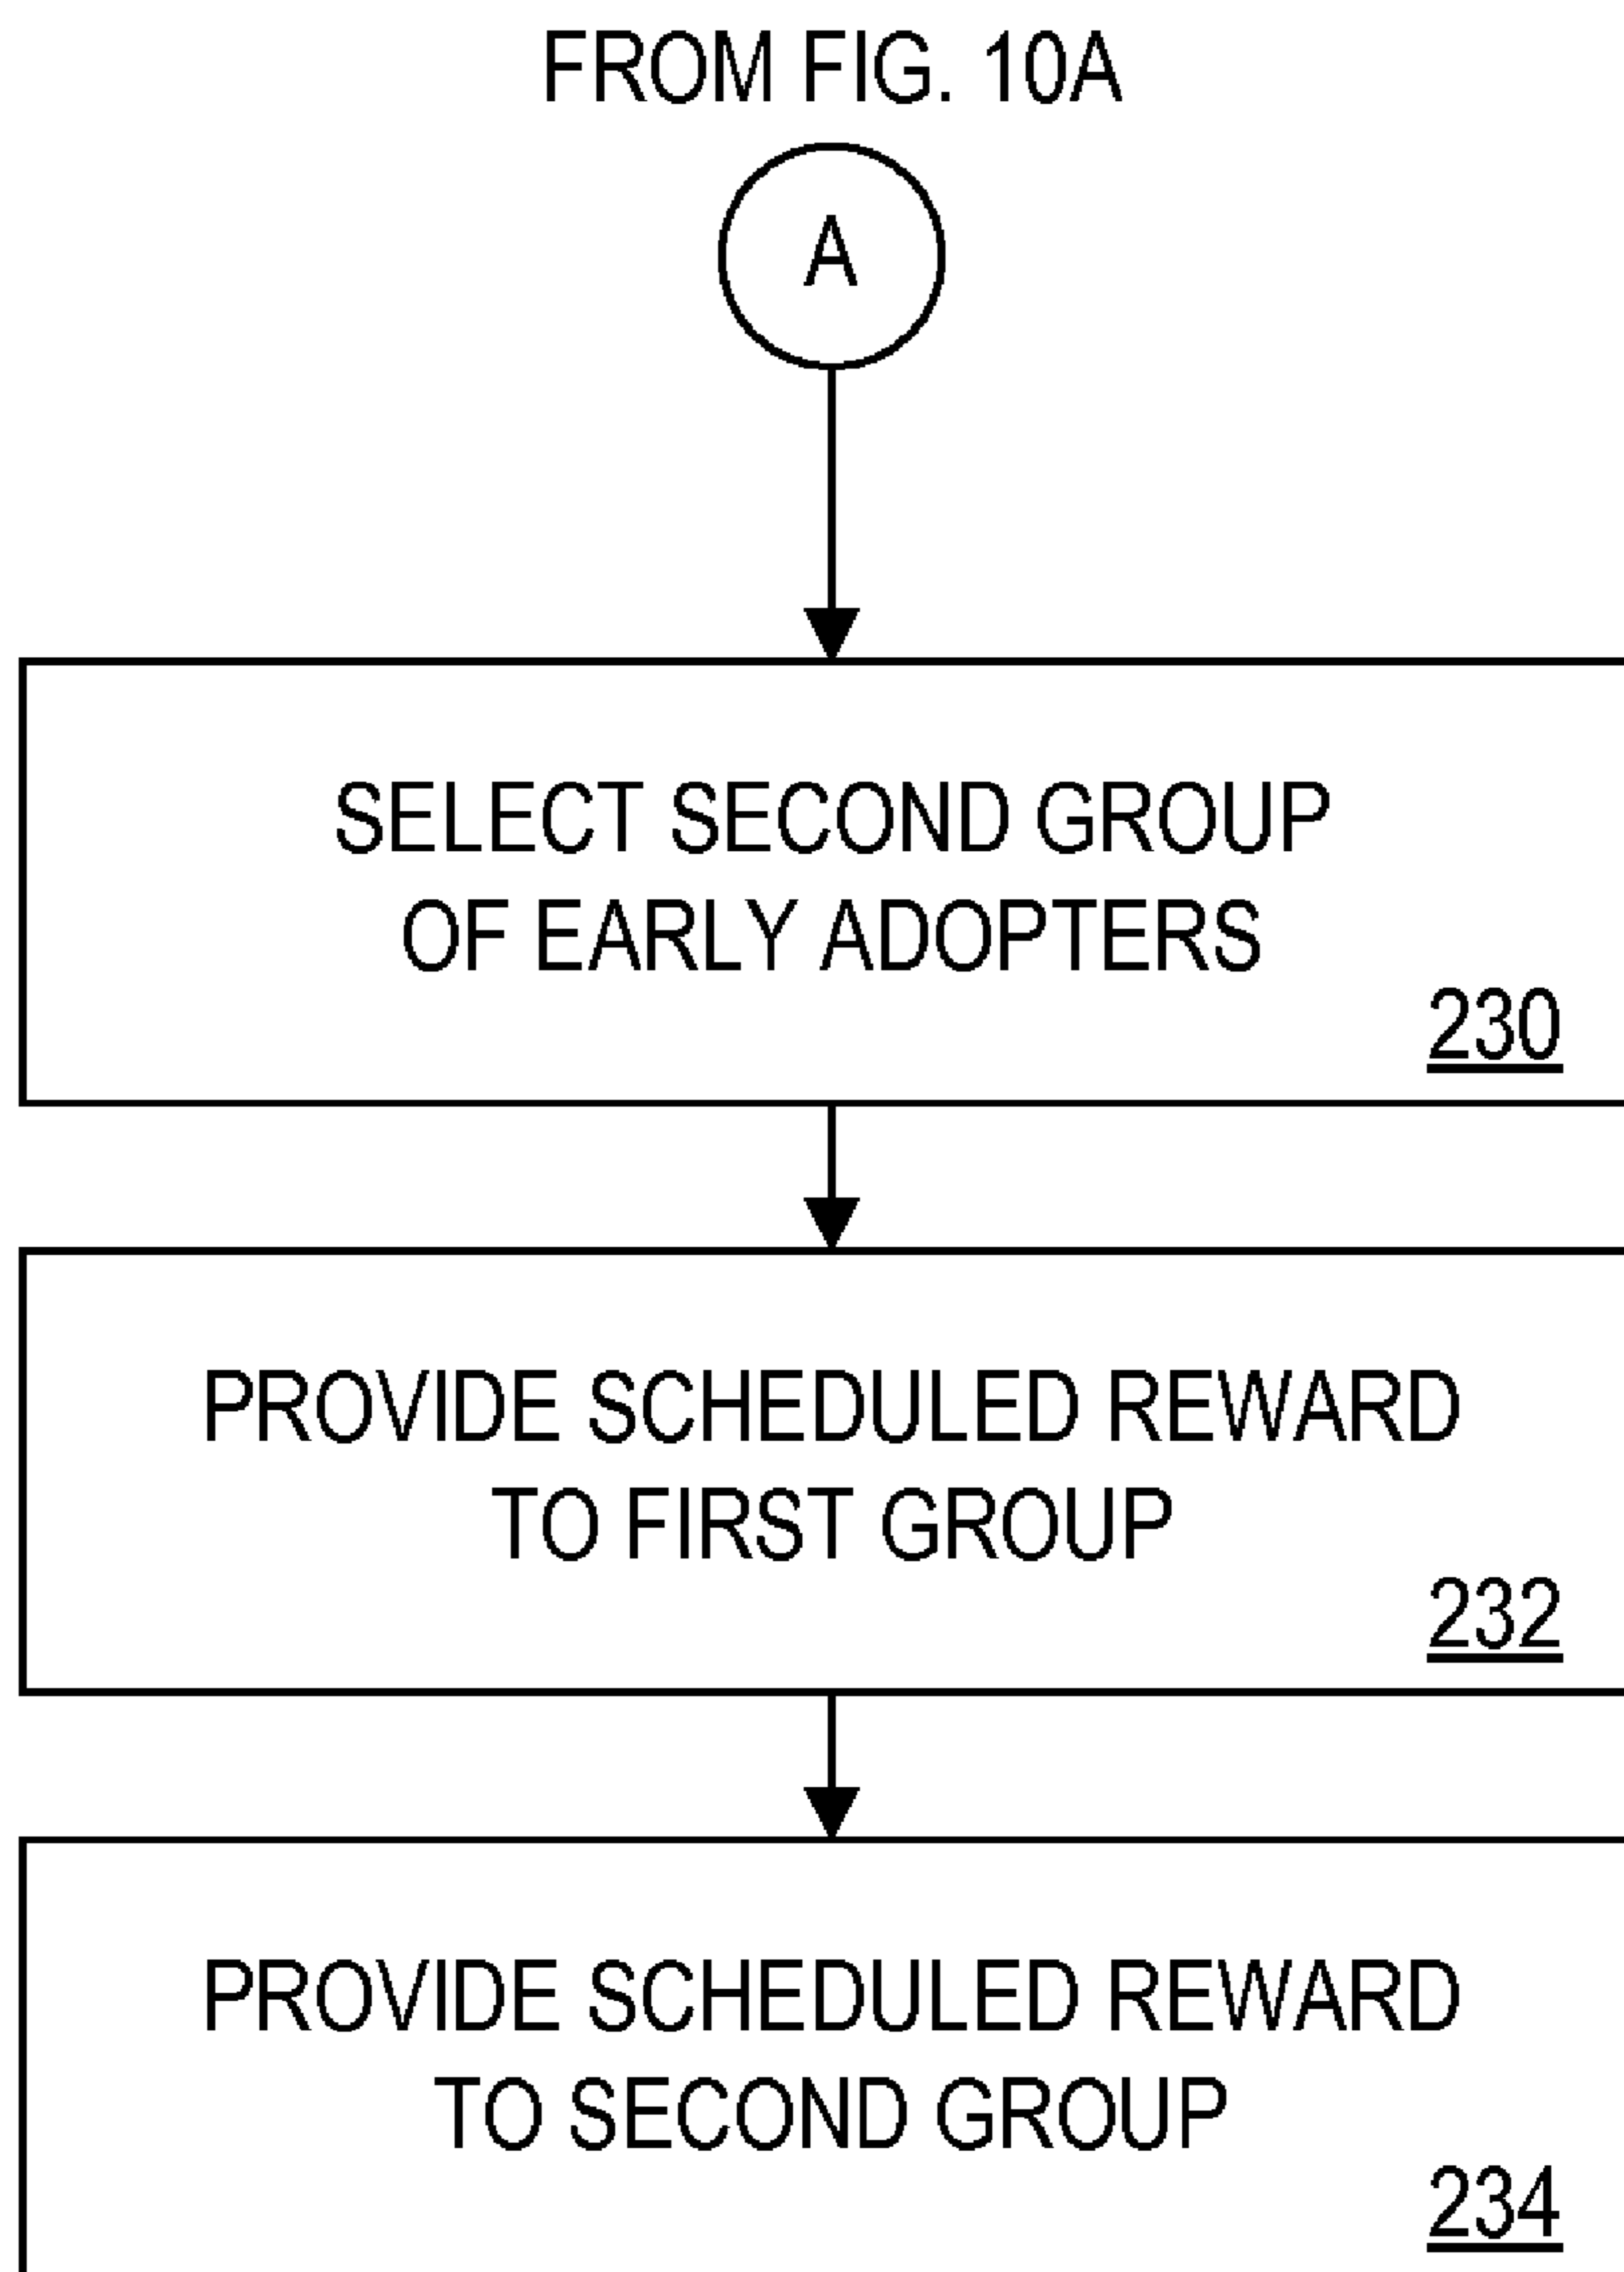 FROM FIG. 10A
A
SELECT SECOND GROUP
OF EARLY ADOPTERS
230
PROVIDE SCHEDULED REWARD
TO FIRST GROUP
232
PROVIDE SCHEDULED REWARD
TO SECOND GROUP
234